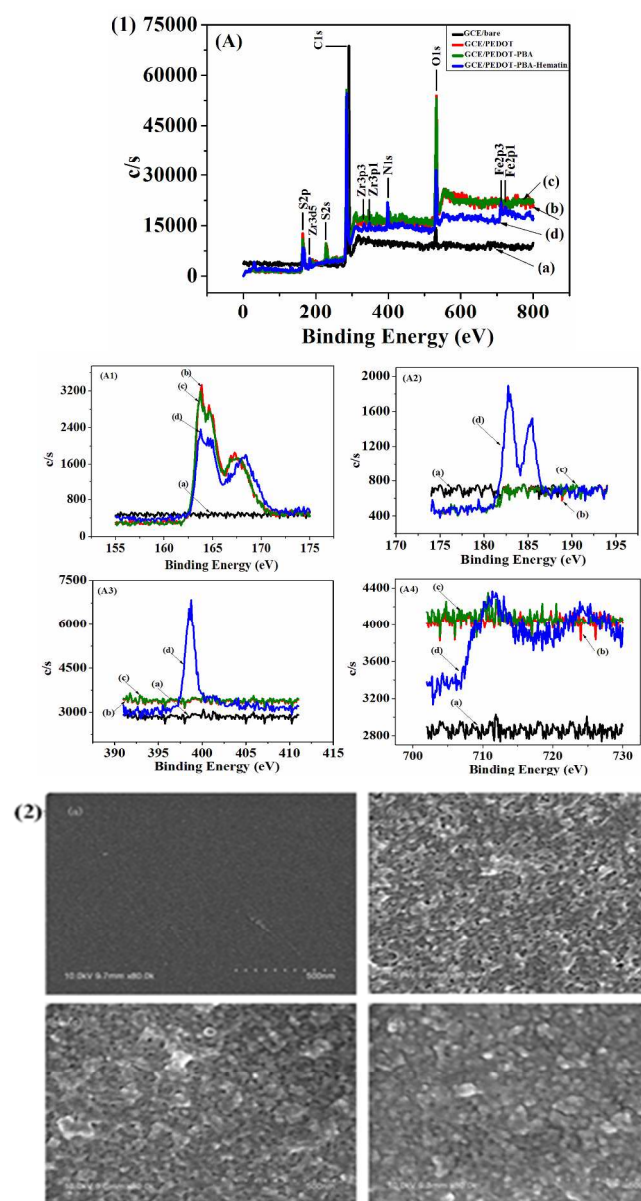 (1)
(A)
GCE/bare
GCE/PEDOT
GCE/PEDOT-PBA
GCE/PEDOT-PBA-Hematin
C1s
O1s
S2p
Zr3d5
S2s
Zr3p3
Zr3p1
N1s
Fe2p3
Fe2p1
(c)
(b)
(d)
(a)
c/s
75000
60000
45000
30000
15000
0
0 200 400 600 800
Binding Energy (eV)
(A1)
(b)
(c)
(d)
(a)
c/s
3200
2400
1600
800
0
155 160 165 170 175
Binding Energy (eV)
(A2)
(d)
(a)
(c)
(b)
c/s
2000
1600
1200
800
400
170 175 180 185 190 195
Binding Energy (eV)
(A3)
(d)
(c)
(a)
(b)
c/s
7500
6000
4500
3000
390 395 400 405 410 415
Binding Energy (eV)
(A4)
(c)
(d)
(b)
(a)
c/s
4400
4000
3600
3200
2800
700 710 720 730
Binding Energy (eV)
(2)
(a)
10.0kV 9.7mm x80.0k
500nm